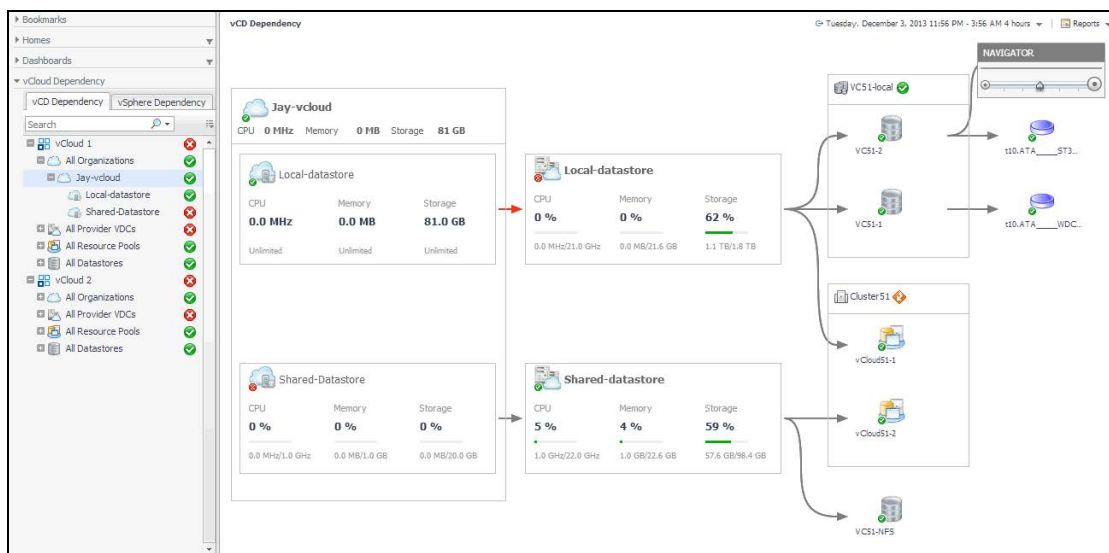 Bookmarks
Homes
Dashboards
vCloud Dependency
vCD Dependency
vSphere Dependency
Search
vCloud 1
All Organizations
Jay-vcloud
Local-datastore
Shared-Datastore
All Provider VDCs
All Resource Pools
All Datastores
vCloud 2
All Organizations
All Provider VDCs
All Resource Pools
All Datastores
vCD Dependency
Tuesday, December 3, 2013 11:56 PM - 3:56 AM 4 hours
Reports
NAVIGATOR
Jay-vcloud
CPU 0 MHz Memory 0 MB Storage 81 GB
Local-datastore
CPU Memory Storage
0.0 MHz 0.0 MB 81.0 GB
Unlimited Unlimited Unlimited
Local-datastore
CPU Memory Storage
0 % 0 % 62 %
0.0 MHz/21.0 GHz 0.0 MB/21.6 GB 1.1 TB/1.8 TB
VC51-local
VC51-2
t10.ATA_____ST3...
VC51-1
t10.ATA_____WDC...
Cluster51
vCloud51-1
vCloud51-2
Shared-Datastore
CPU Memory Storage
0 % 0 % 0 %
0.0 MHz/1.0 GHz 0.0 MB/1.0 GB 0.0 MB/20.0 GB
Shared-datastore
CPU Memory Storage
5 % 4 % 59 %
1.0 GHz/22.0 GHz 1.0 GB/22.6 GB 57.6 GB/98.4 GB
VC51-NFS